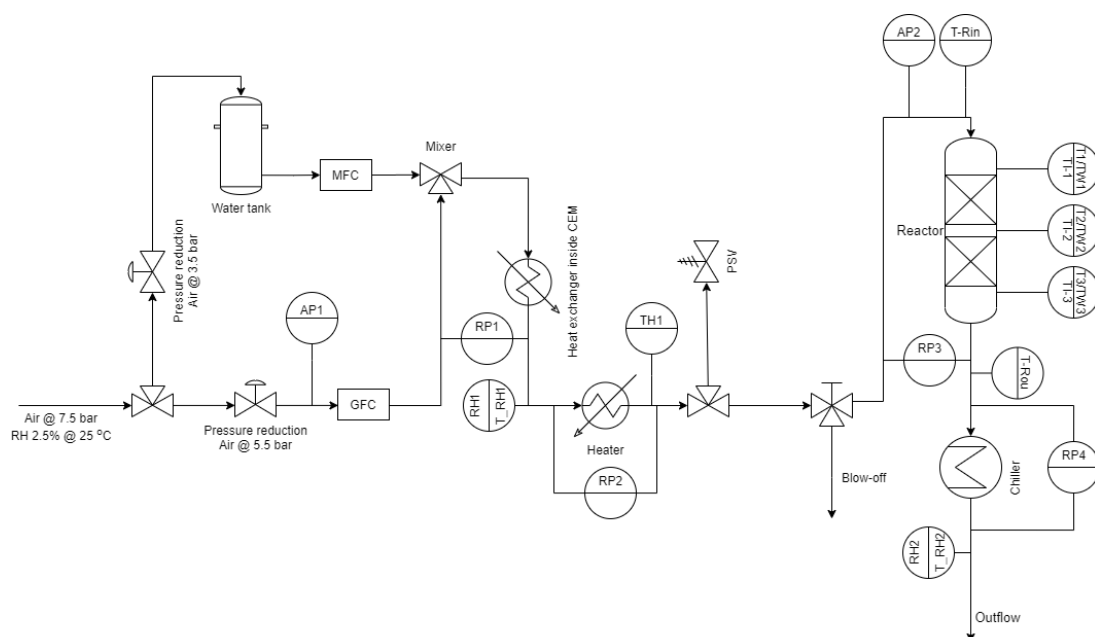 AP2
T-Rin
Mixer
MFC
Water tank
Pressure reduction
Air @ 3.5 bar
Heat exchanger inside CEM
PSV
Reactor
T1/TW1
TI-1
T2/TW2
TI-2
T3/TW3
TI-3
AP1
RP1
TH1
RP3
T-Rou
Air @ 7.5 bar
RH 2.5% @ 25 °C
GFC
Pressure reduction
Air @ 5.5 bar
RH1
T_RH1
Heater
RP2
Blow-off
Chiller
RP4
RH2
T_RH2
Outflow